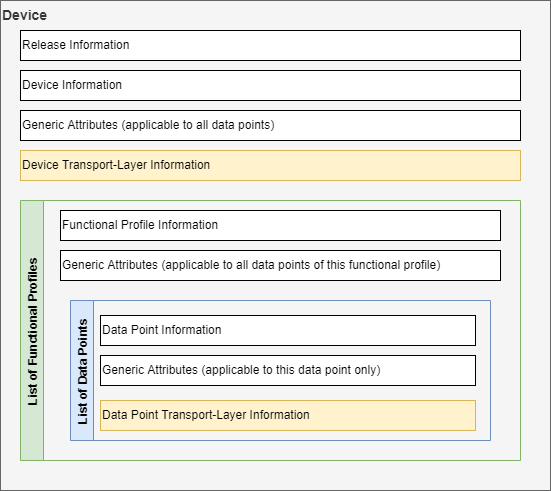 Device
Release Information
Device Information
Generic Attributes (applicable to all data points)
Device Transport-Layer Information
List of Functional Profiles
Functional Profile Information
Generic Attributes (applicable to all data points of this functional profile)
List of Data Points
Data Point Information
Generic Attributes (applicable to this data point only)
Data Point Transport-Layer Information